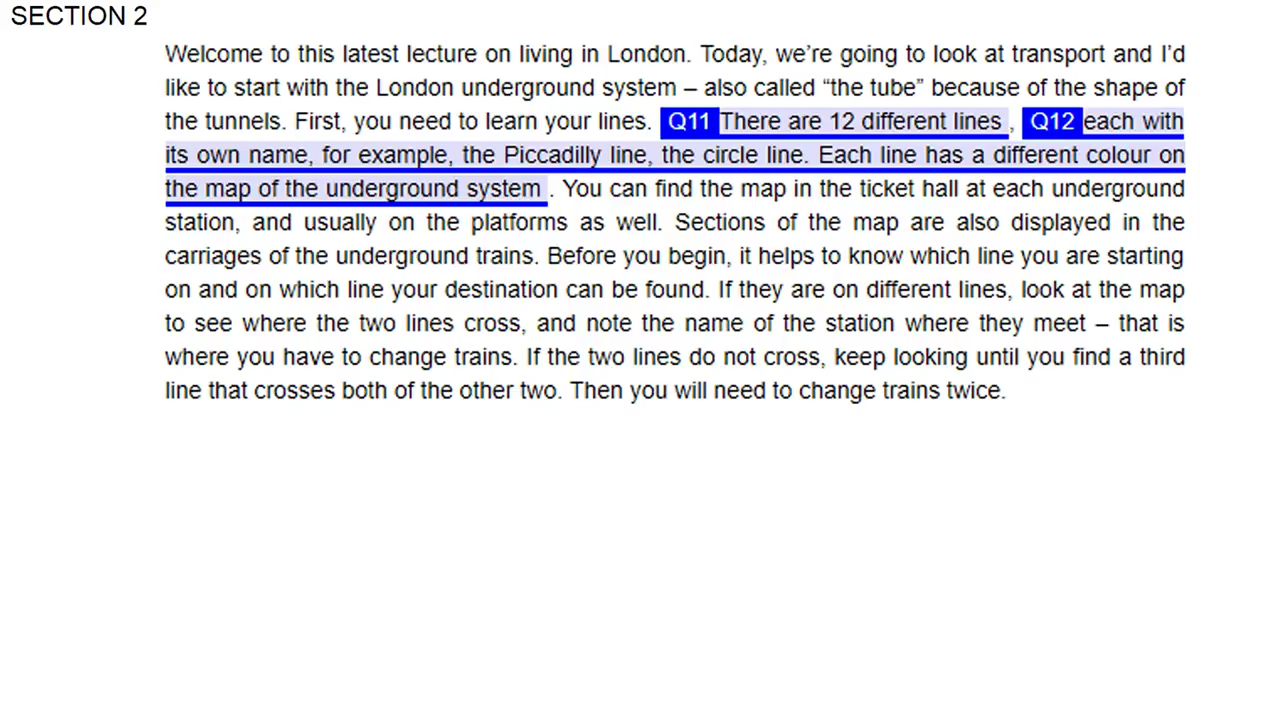 SECTION 2
Welcome to this latest lecture on living in London. Today, we’re going to look at transport and I’d
like to start with the London underground system – also called “the tube” because of the shape of
the tunnels. First, you need to learn your lines. Q11 There are 12 different lines , Q12 each with
its own name, for example, the Piccadilly line, the circle line. Each line has a different colour on
the map of the underground system . You can find the map in the ticket hall at each underground
station, and usually on the platforms as well. Sections of the map are also displayed in the
carriages of the underground trains. Before you begin, it helps to know which line you are starting
on and on which line your destination can be found. If they are on different lines, look at the map
to see where the two lines cross, and note the name of the station where they meet – that is
where you have to change trains. If the two lines do not cross, keep looking until you find a third
line that crosses both of the other two. Then you will need to change trains twice.